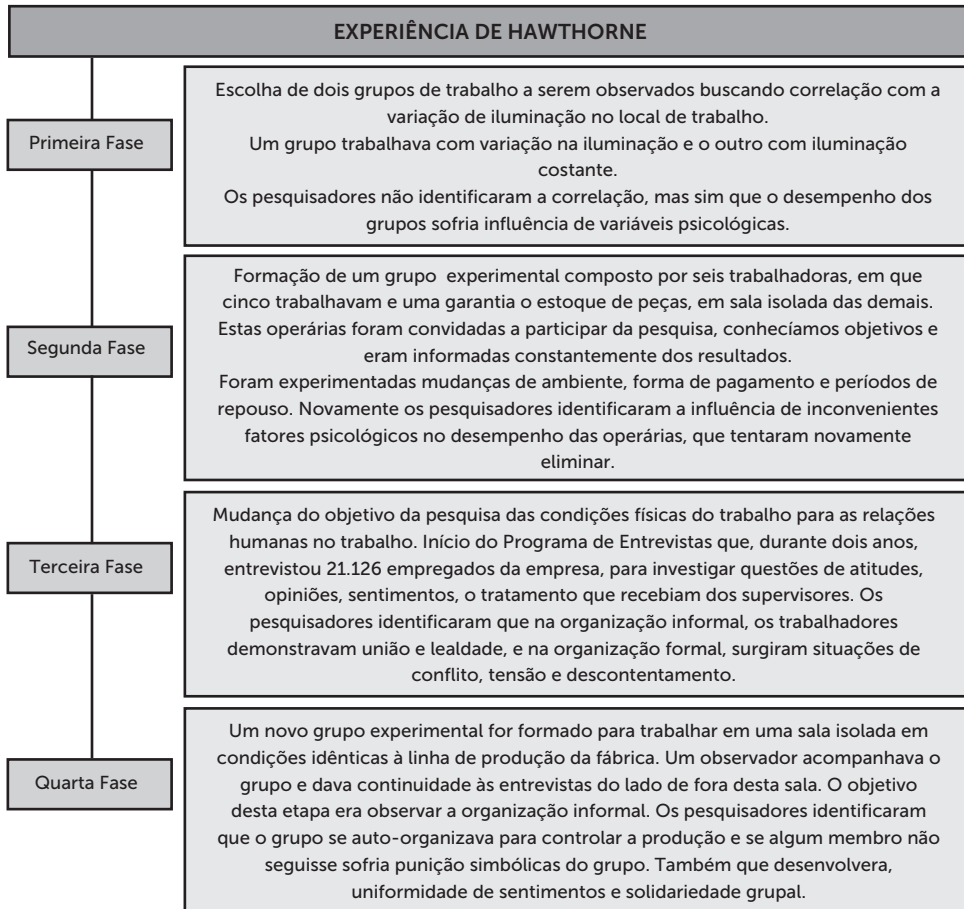 EXPERIÊNCIA DE HAWTHORNE
Primeira Fase
Escolha de dois grupos de trabalho a serem observados buscando correlação com a
variação de iluminação no local de trabalho.
Um grupo trabalhava com variação na iluminação e o outro com iluminação
costante.
Os pesquisadores não identificaram a correlação, mas sim que o desempenho dos
grupos sofria influência de variáveis psicológicas.
Segunda Fase
Formação de um grupo experimental composto por seis trabalhadoras, em que
cinco trabalhavam e uma garantia o estoque de peças, em sala isolada das demais.
Estas operárias foram convidadas a participar da pesquisa, conhecíamos objetivos e
eram informadas constantemente dos resultados.
Foram experimentadas mudanças de ambiente, forma de pagamento e períodos de
repouso. Novamente os pesquisadores identificaram a influência de inconvenientes
fatores psicológicos no desempenho das operárias, que tentaram novamente
eliminar.
Terceira Fase
Mudança do objetivo da pesquisa das condições físicas do trabalho para as relações
humanas no trabalho. Início do Programa de Entrevistas que, durante dois anos,
entrevistou 21.126 empregados da empresa, para investigar questões de atitudes,
opiniões, sentimentos, o tratamento que recebiam dos supervisores. Os
pesquisadores identificaram que na organização informal, os trabalhadores
demonstravam união e lealdade, e na organização formal, surgiram situações de
conflito, tensão e descontentamento.
Quarta Fase
Um novo grupo experimental for formado para trabalhar em uma sala isolada em
condições idênticas à linha de produção da fábrica. Um observador acompanhava o
grupo e dava continuidade às entrevistas do lado de fora desta sala. O objetivo
desta etapa era observar a organização informal. Os pesquisadores identificaram
que o grupo se auto-organizava para controlar a produção e se algum membro não
seguisse sofria punição simbólicas do grupo. Também que desenvolvera,
uniformidade de sentimentos e solidariedade grupal.